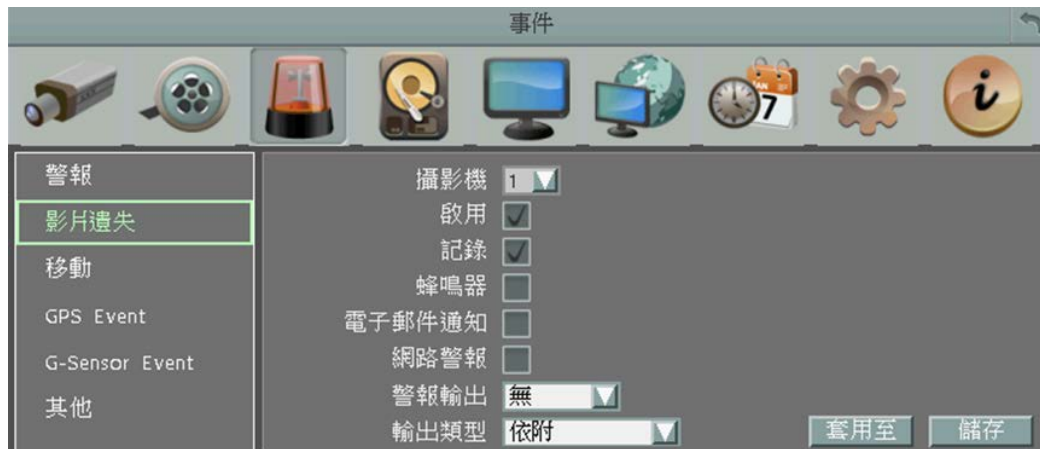 事件
JAN
7
警報
影片遺失
移動
GPS Event
G-Sensor Event
其他
攝影機 1
啟用
記錄
蜂鳴器
電子郵件通知
網路警報
警報輸出 無
輸出類型 依附
套用至 儲存